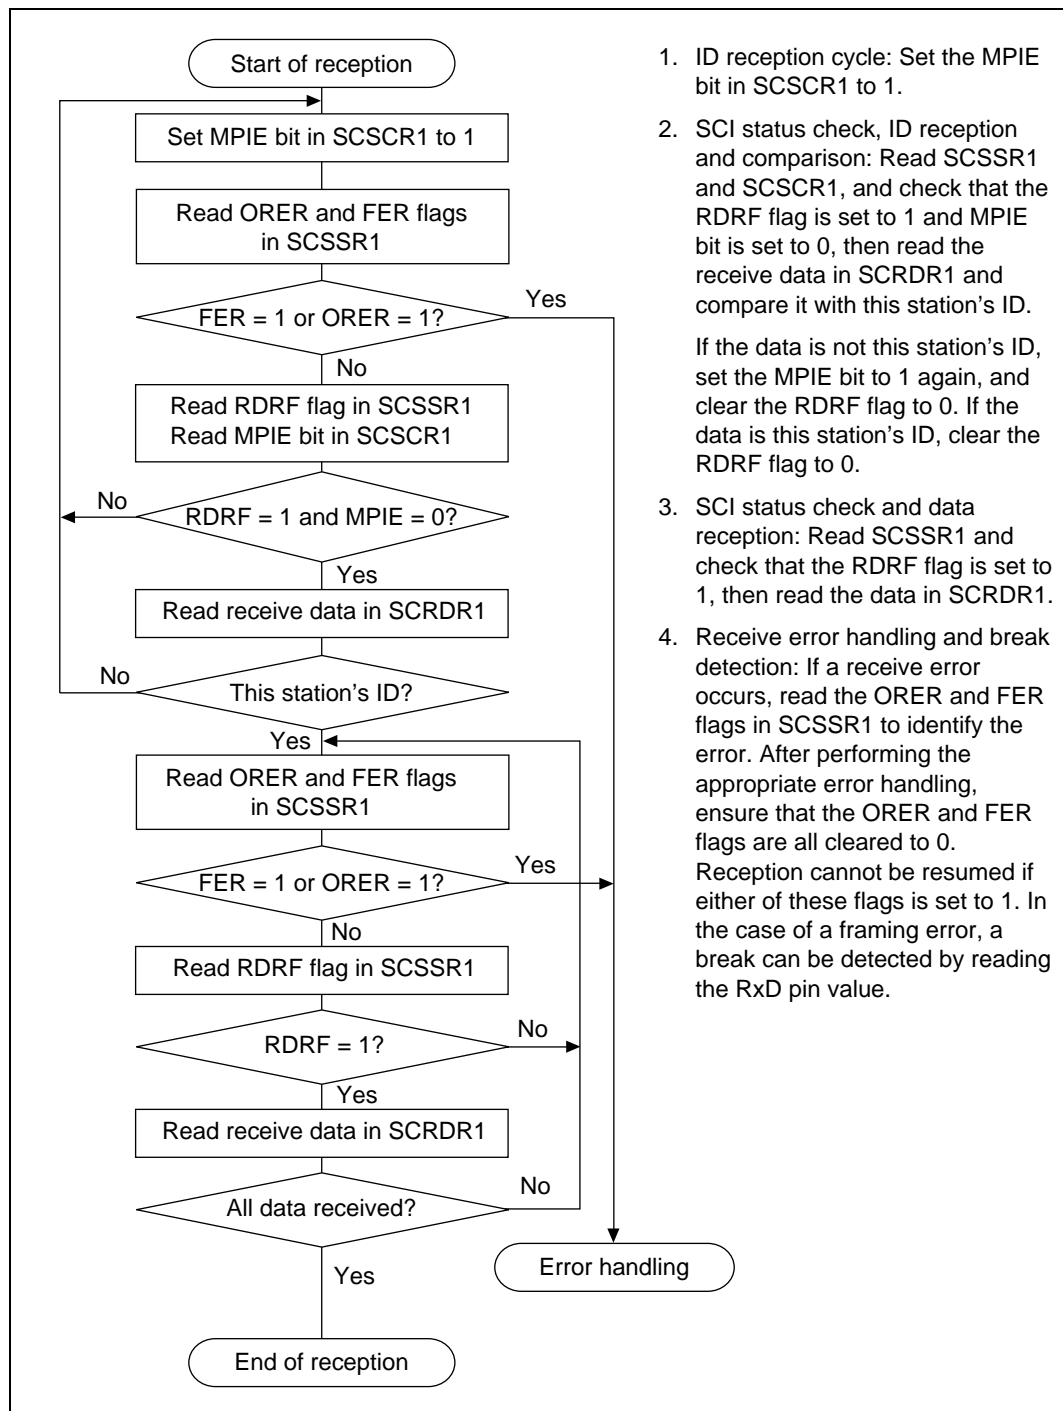 Start of reception
Set MPIE bit in SCSCR1 to 1
Read ORER and FER flags
in SCSSR1
Yes
FER = 1 or ORER = 1?
No
Read RDRF flag in SCSSR1
Read MPIE bit in SCSCR1
No
RDRF = 1 and MPIE = 0?
Yes
Read receive data in SCRDR1
No
This station's ID?
Yes
Read ORER and FER flags
in SCSSR1
Yes
FER = 1 or ORER = 1?
No
Read RDRF flag in SCSSR1
No
RDRF = 1?
Yes
Read receive data in SCRDR1
No
All data received?
Yes
Error handling
End of reception
1. ID reception cycle: Set the MPIE
bit in SCSCR1 to 1.
2. SCI status check, ID reception
and comparison: Read SCSSR1
and SCSCR1, and check that the
RDRF flag is set to 1 and MPIE
bit is set to 0, then read the
receive data in SCRDR1 and
compare it with this station's ID.
If the data is not this station's ID,
set the MPIE bit to 1 again, and
clear the RDRF flag to 0. If the
data is this station's ID, clear the
RDRF flag to 0.
3. SCI status check and data
reception: Read SCSSR1 and
check that the RDRF flag is set to
1, then read the data in SCRDR1.
4. Receive error handling and break
detection: If a receive error
occurs, read the ORER and FER
flags in SCSSR1 to identify the
error. After performing the
appropriate error handling,
ensure that the ORER and FER
flags are all cleared to 0.
Reception cannot be resumed if
either of these flags is set to 1. In
the case of a framing error, a
break can be detected by reading
the RxD pin value.